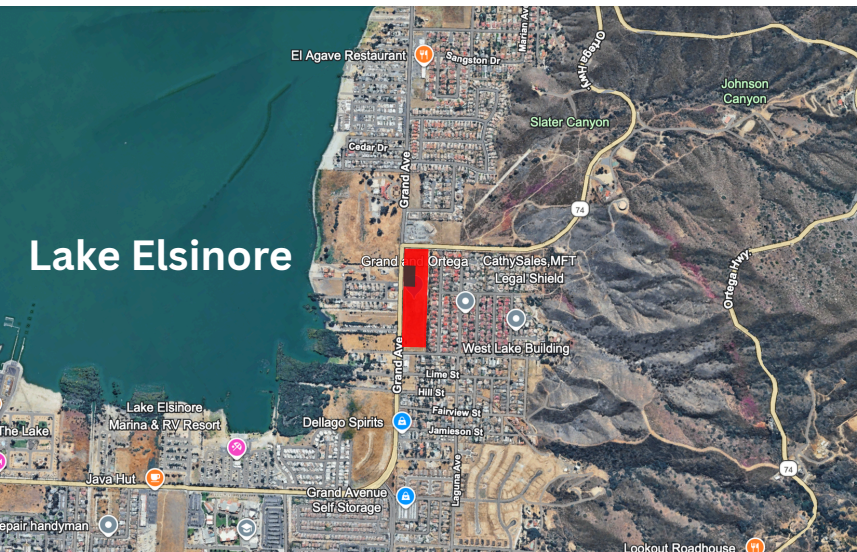 Marian Av
Ortega Hwy
El Agave Restaurant
Sangston Dr
Johnson
Canyon
Slater Canyon
Cedar Dr
Grand Ave
74
Lake Elsinore
Grand and Ortega
CathySales,MFT
Legal Shield
Ortega Hwy.
West Lake Building
Grand Ave
Lime St
Hill St
Lake Elsinore
Marina & RV Resort
Fairview St
Dellago Spirits
Jamieson St
The Lake
Laguna Ave
74
Java Hut
Grand Avenue
Self Storage
epair handyman
Lookout Roadhouse